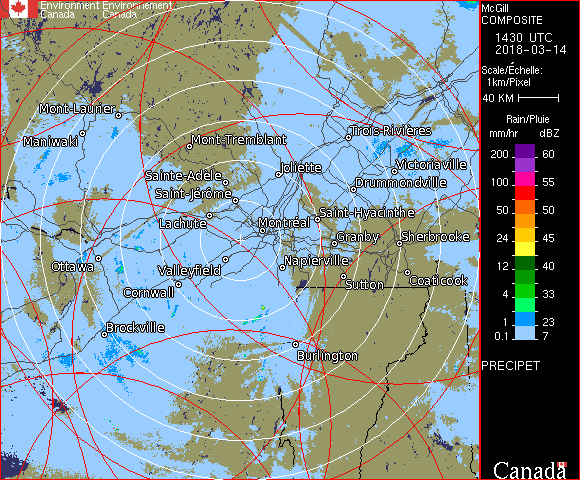 Environment Environnement
Canada Canada
McGill
COMPOSITE
1430 UTC
2018-03-14
Scale/Échelle:
1km/Pixel
40 KM
Rain/Pluie
mm/hr dBZ
200 60
100 55
50 50
24 45
12 40
4 33
1 23
0.1 7
PRECIPET
Canada
Mont-Laurier
Maniwaki
Mont-Tremblant
Trois-Rivières
Joliette
Victoriaville
Sainte-Adèle
Drummondville
Saint-Jérôme
Saint-Hyacinthe
Lachute
Montréal
Granby
Sherbrooke
Ottawa
Valleyfield
Napierville
Cornwall
Sutton
Coaticook
Brockville
Burlington